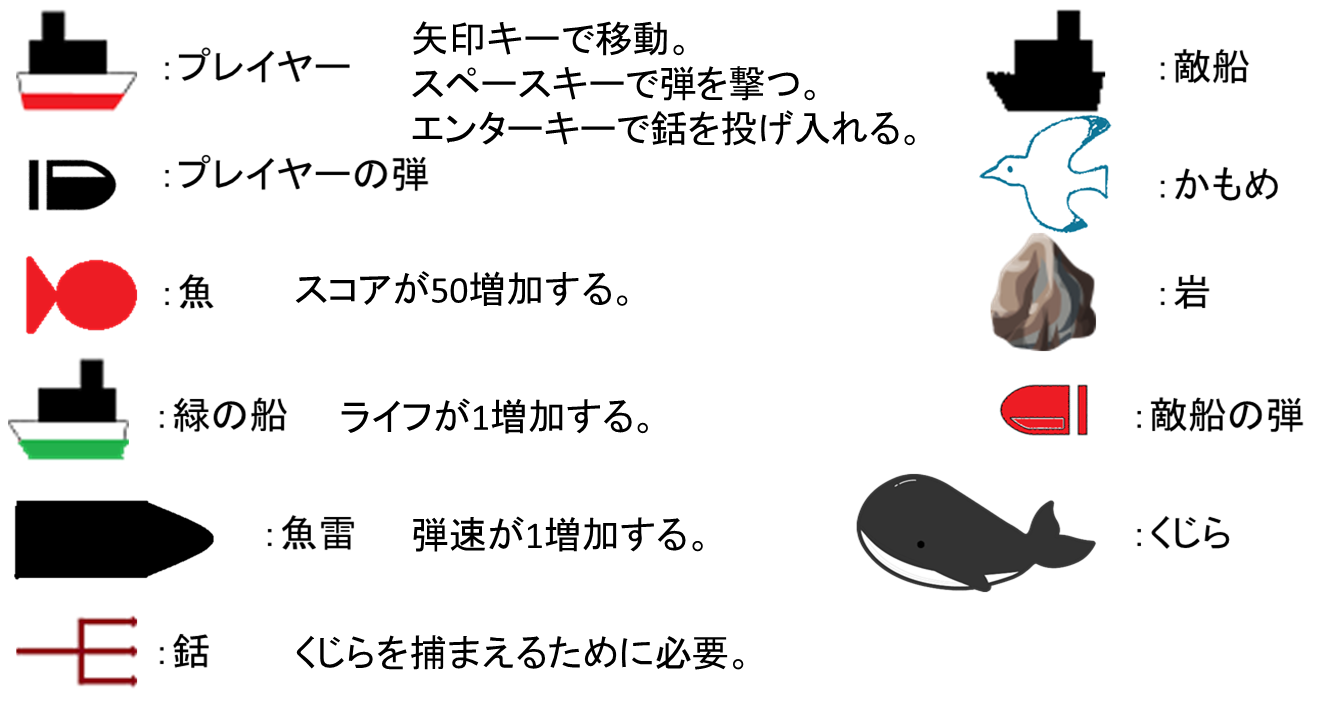 ：プレイヤー
矢印キーで移動。
スペースキーで弾を撃つ。
エンターキーで銛を投げ入れる。
：プレイヤーの弾
：魚 スコアが50増加する。
：緑の船 ライフが1増加する。
：魚雷 弾速が1増加する。
：銛 くじらを捕まえるために必要。
：敵船
：かもめ
：岩
：敵船の弾
：くじら